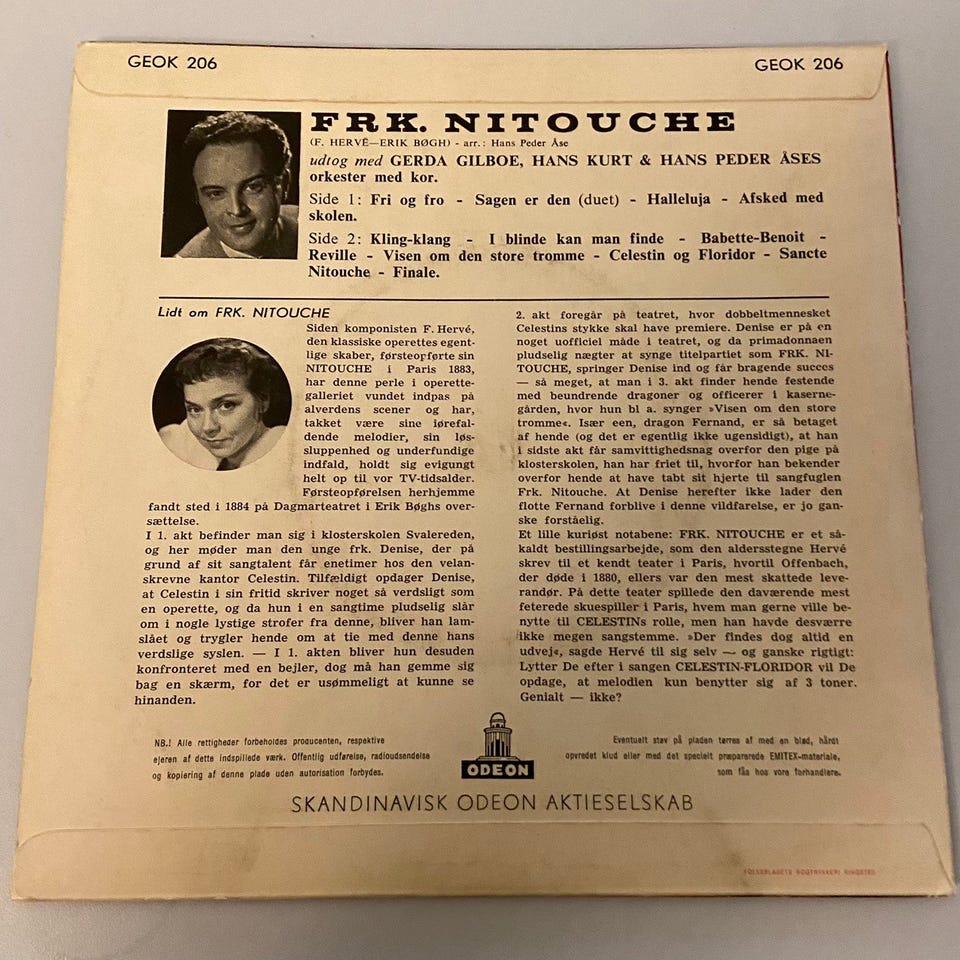 GEOK 206
GEOK 206
FRK. NITOUCHE
(F. HERVÉ—ERIK BØGH) - arr.: Hans Peder Åse
udtog med GERDA GILBOE, HANS KURT & HANS PEDER ÅSES
orkester med kor.
Side 1: Fri og fro - Sagen er den (duet) - Halleluja - Afsked med
skolen.
Side 2: Kling-klang - I blinde kan man finde - Babette-Benoit -
Reville - Visen om den store tromme - Celestin og Floridor - Sancte
Nitouche - Finale.
Lidt om FRK. NITOUCHE
Siden komponisten F. Hervé,
den klassiske operettes egent-
lige skaber, førsteopførte sin
NITOUCHE i Paris 1883,
har denne perle i operette-
galleriet vundet indpas på
alverdens scener og har,
takket være sine iørefal-
dende melodier, sin løs-
sluppenhed og underfundige
indfald, holdt sig evigungt
helt op til vor TV-tidsalder.
Førsteopførelsen herhjemme
fandt sted i 1884 på Dagmarteatret i Erik Bøghs over-
sættelse.
I 1. akt befinder man sig i klosterskolen Svalereden,
og her møder man den unge frk. Denise, der på
grund af sit sangtalent får enetimer hos den velan-
skrevne kantor Celestin. Tilfældigt opdager Denise,
at Celestin i sin fritid skriver noget så verdsligt som
en operette, og da hun i en sangtime pludselig slår
om i nogle lystige strofer fra denne, bliver han lam-
slået og trygler hende om at tie med denne hans
verdslige syslen. — I 1. akten bliver hun desuden
konfronteret med en bejler, dog må han gemme sig
bag en skærm, for det er usømmeligt at kunne se
hinanden.
2. akt foregår på teatret, hvor dobbeltmennesket
Celestins stykke skal have premiere. Denise er på en
noget uofficiel måde i teatret, og da primadonnaen
pludselig nægter at synge titelpartiet som FRK. NI-
TOUCHE, springer Denise ind og får bragende succes
— så meget, at man i 3. akt finder hende festende
med beundrende dragoner og officerer i kaserne-
gården, hvor hun bl a. synger »Visen om den store
tromme«. Især een, dragon Fernand, er så betaget
af hende (og det er egentlig ikke ugensidigt), at han
i sidste akt får samvittighedsnag overfor den pige på
klosterskolen, han har friet til, hvorfor han bekender
overfor hende at have tabt sit hjerte til sangfuglen
Frk. Nitouche. At Denise herefter ikke lader den
flotte Fernand forblive i denne vildfarelse, er jo gan-
ske forståelig.
Et lille kuriøst notabene: FRK. NITOUCHE er et så-
kaldt bestillingsarbejde, som den aldersstegne Hervé
skrev til et kendt teater i Paris, hvortil Offenbach,
der døde i 1880, ellers var den mest skattede leve-
randør. På dette teater spillede den daværende mest
feterede skuespiller i Paris, hvem man gerne ville be-
nytte til CELESTINs rolle, men han havde desværre
ikke megen sangstemme. »Der findes dog altid en
udvej«, sagde Hervé til sig selv — og ganske rigtigt:
Lytter De efter i sangen CELESTIN-FLORIDOR vil De
opdage, at melodien kun benytter sig af 3 toner.
Genialt — ikke?
NB.! Alle rettigheder forbeholdes producenten, respektive
ejeren af dette indspillede værk. Offentlig udførelse, radioudsendelse
og kopiering af denne plade uden autorisation forbydes.
ODEON
Eventuelt støv på pladen tørres af med en blød, hårdt
opvredet klud eller med det specielt præparerede EMITEX-materiale,
som fås hos vore forhandlere.
SKANDINAVISK ODEON AKTIESELSKAB
FOLKEBLADETS BOGTRYKKERI RINGSTED